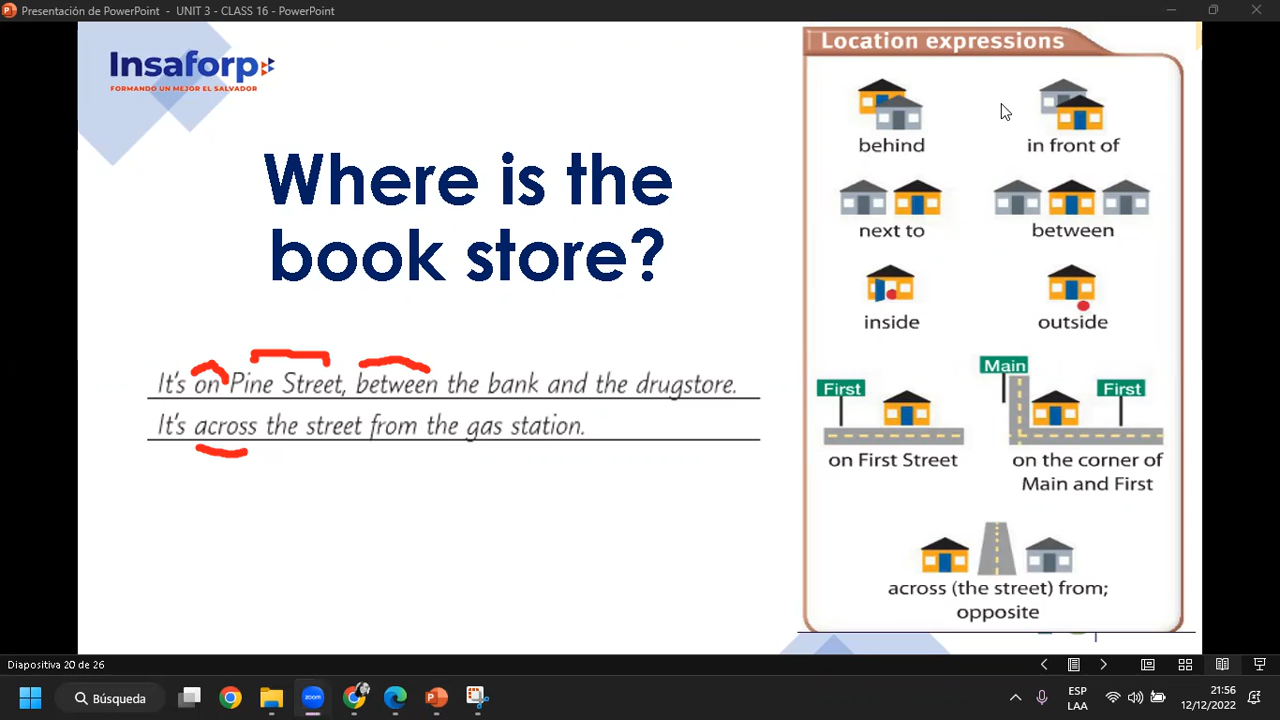 Presentación de PowerPoint - UNIT 3 - CLASS 16 - PowerPoint
Insaforp
FORMANDO UN MEJOR EL SALVADOR
Where is the
book store?
It's on Pine Street, between the bank and the drugstore.
It's across the street from the gas station.
Location expressions
behind
in front of
next to
between
inside
outside
First
on First Street
Main
First
on the corner of
Main and First
across (the street) from;
opposite
Diapositiva 20 de 26
Búsqueda
ESP
LAA
21:56
12/12/2022